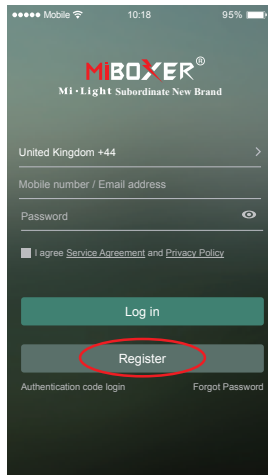 Mobile 10:18 95%
MiBOXER®
Mi·Light Subordinate New Brand
United Kingdom +44
Mobile number / Email address
Password
I agree Service Agreement and Privacy Policy
Log in
Register
Authentication code login Forgot Password